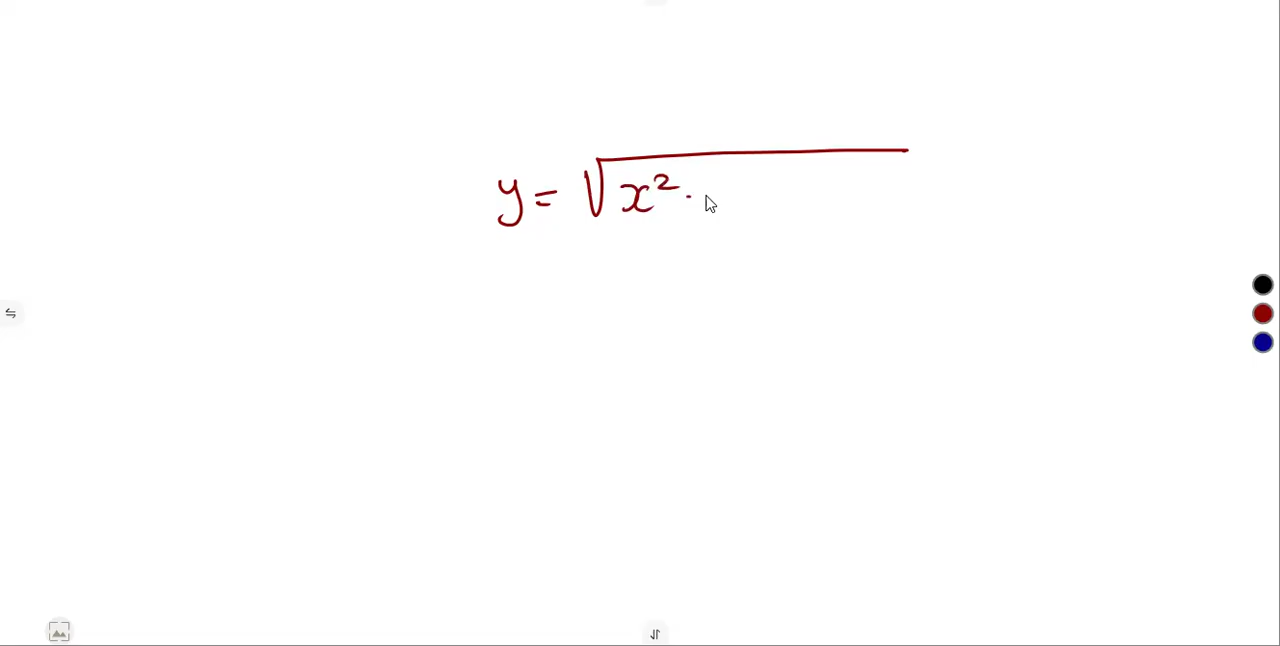 y = √x² ·